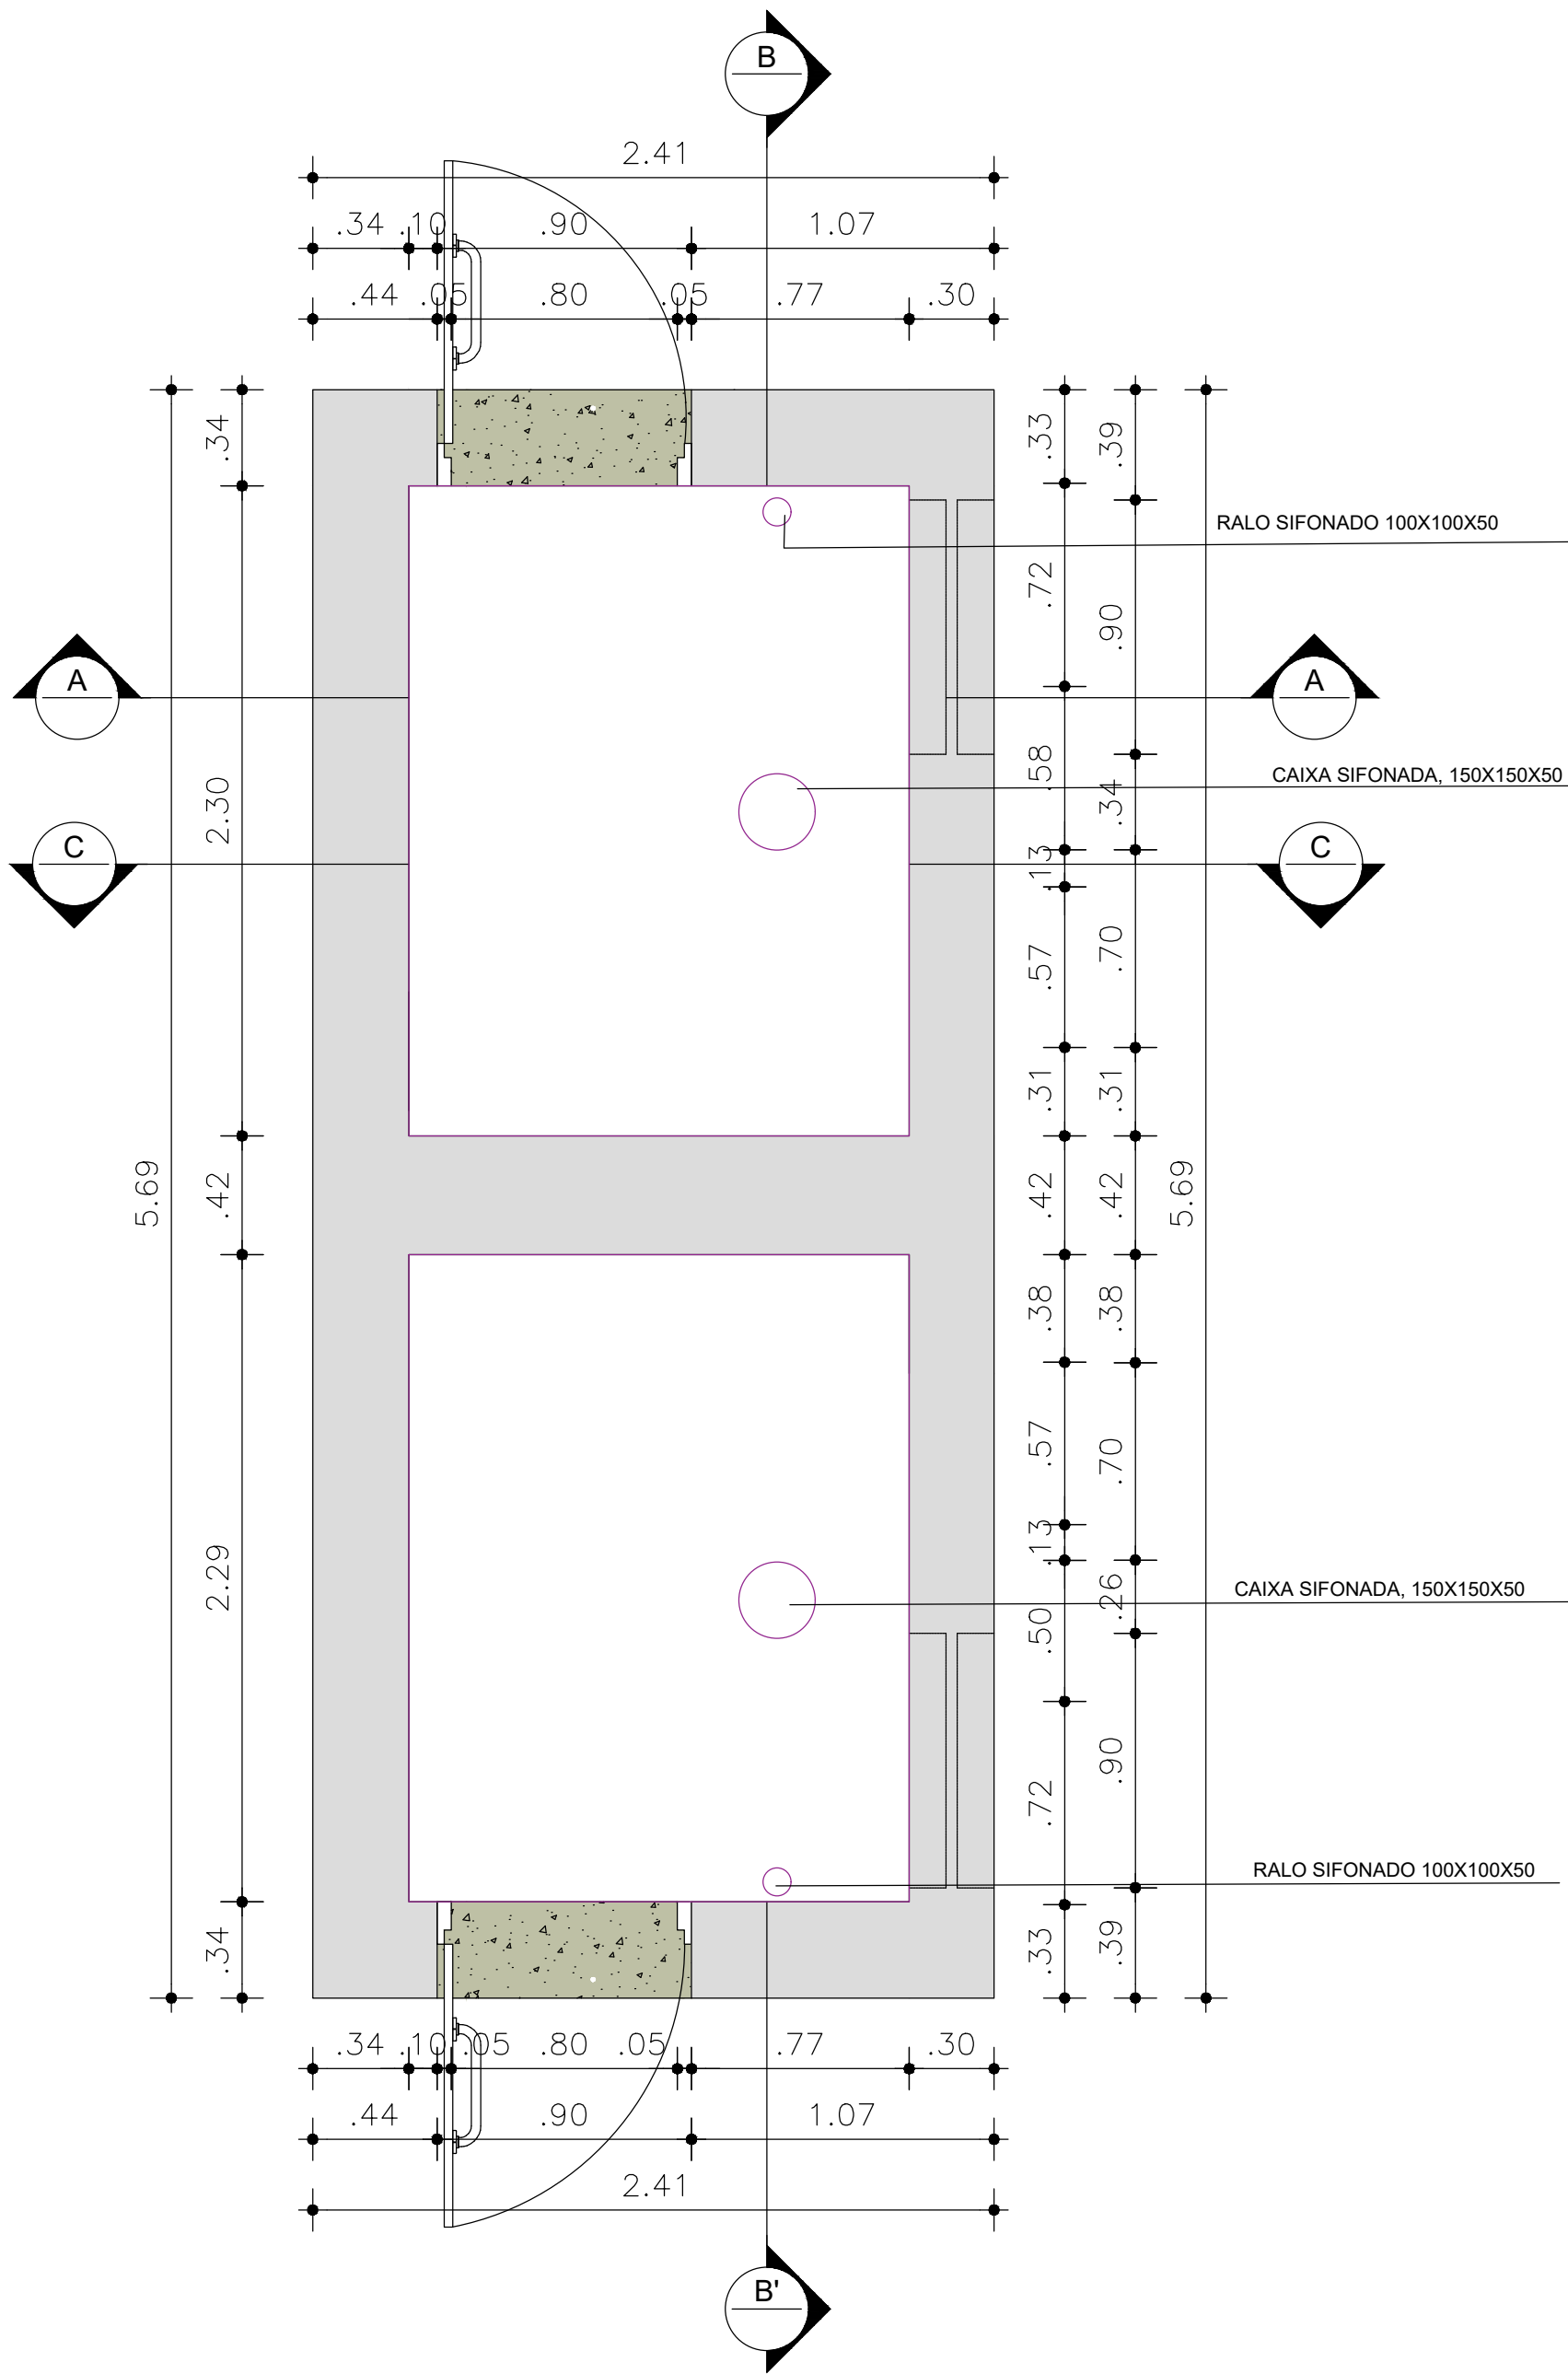 B
2.41
.34 .10 .90 1.07
.44 .05 .80 .05 .77 .30
.34
2.30
.42
2.29
.34
5.69
.33
.72
.58
.13
.57
.31
.42
.38
.57
.13
.50
.72
.33
.39
.90
.34
.70
.31
.42
.38
.70
.26
.90
.39
5.69
RALO SIFONADO 100X100X50
A
A
CAIXA SIFONADA, 150X150X50
C
C
CAIXA SIFONADA, 150X150X50
RALO SIFONADO 100X100X50
.34 .10 .05 .80 .05 .77 .30
.44 .90 1.07
2.41
B'